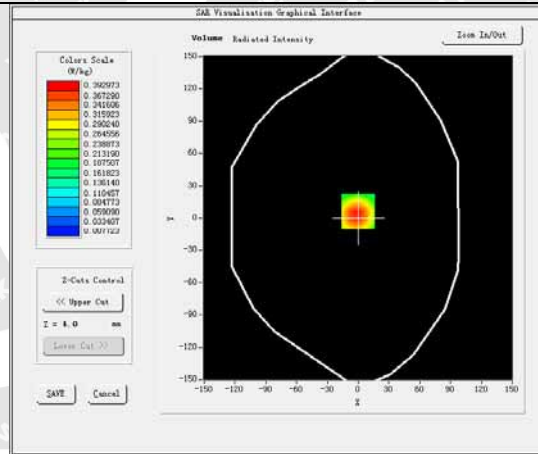 SAR Visualisation Graphical Interface
Volume Radiated Intensity
Zoom In/Out
Colors Scale
(W/kg)
0.392973
0.367290
0.341606
0.315923
0.290240
0.264556
0.238873
0.213190
0.187507
0.161823
0.136140
0.110457
0.084773
0.059090
0.033407
0.007723
Z-Cuts Control
<< Upper Cut
Z = 4.0 mm
Lower Cut >>
SAVE Cancel
150
120
90
60
30
0
-30
-60
-90
-120
-150
Y
-150 -120 -90 -60 -30 0 30 60 90 120 150
X